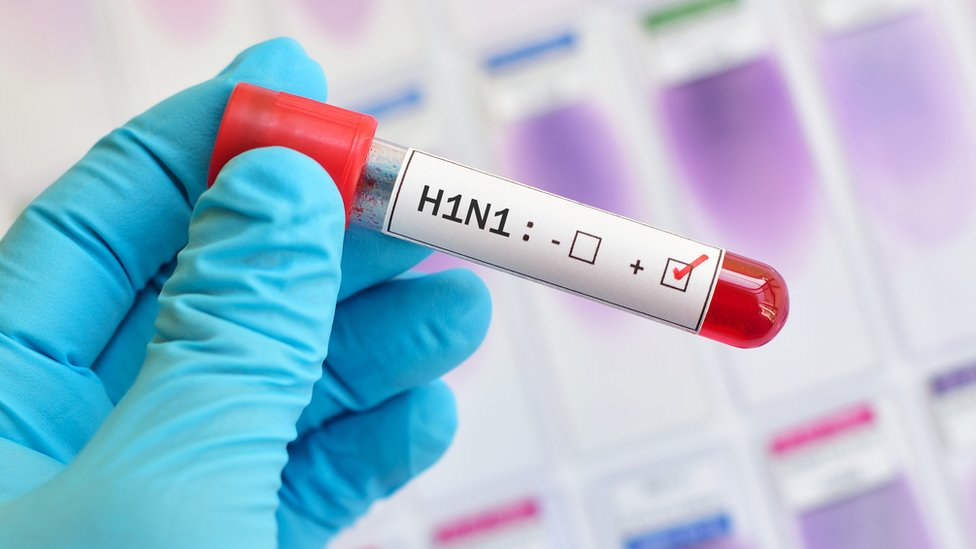 H1N1 : - ☐ + ☑